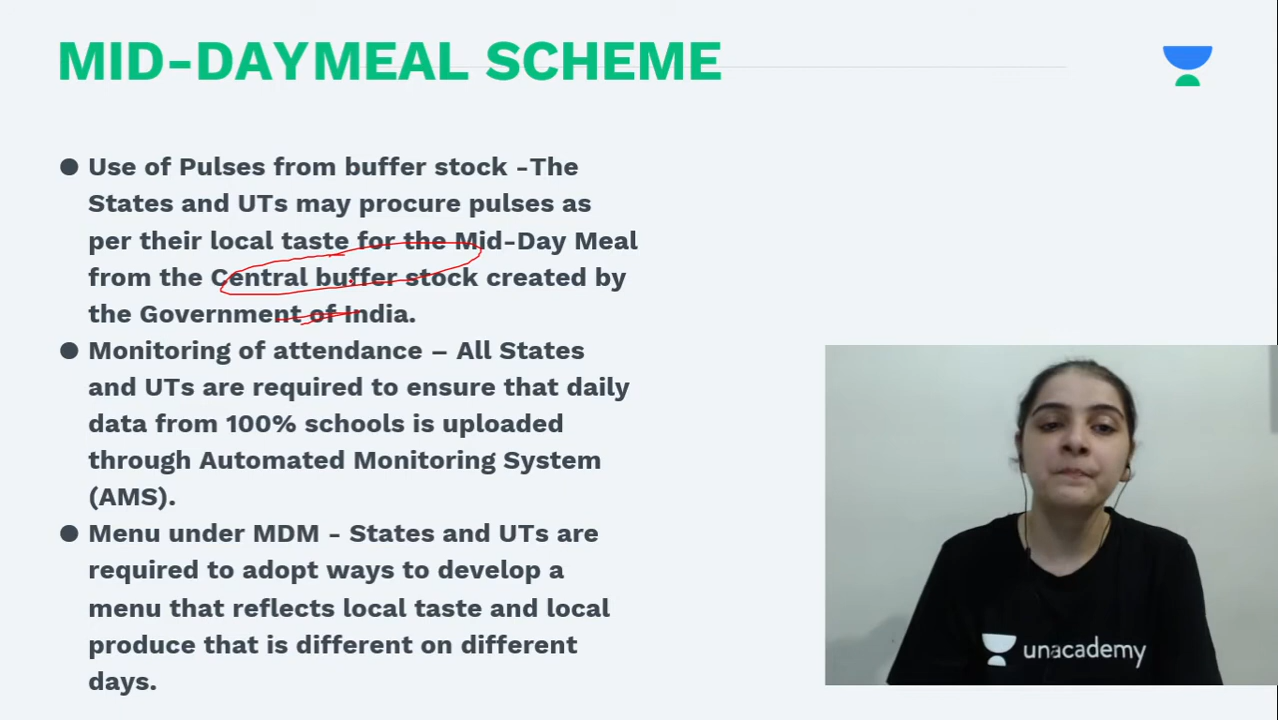 MID-DAYMEAL SCHEME
● Use of Pulses from buffer stock -The
States and UTs may procure pulses as
per their local taste for the Mid-Day Meal
from the Central buffer stock created by
the Government of India.
● Monitoring of attendance – All States
and UTs are required to ensure that daily
data from 100% schools is uploaded
through Automated Monitoring System
(AMS).
● Menu under MDM - States and UTs are
required to adopt ways to develop a
menu that reflects local taste and local
produce that is different on different
days.
unacademy